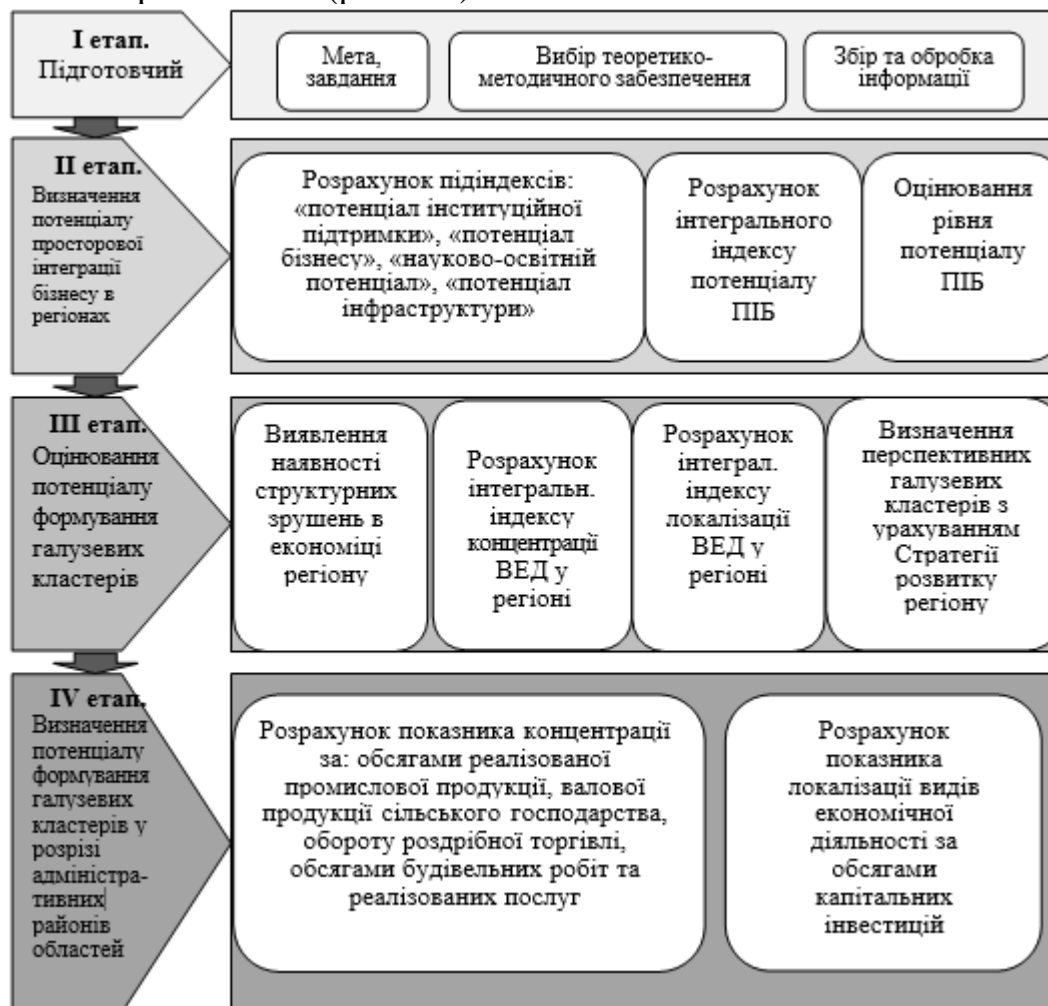 І етап.
Підготовчий
Мета,
завдання
Вибір теоретико-
методичного забезпечення
Збір та обробка
інформації
ІІ етап.
Визначення
потенціалу
просторової
інтеграції
бізнесу в
регіонах
Розрахунок підіндексів:
«потенціал інституційної
підтримки», «потенціал
бізнесу», «науково-освітній
потенціал», «потенціал
інфраструктури»
Розрахунок
інтегрального
індексу
потенціалу
ПІБ
Оцінювання
рівня
потенціалу
ПІБ
ІІІ етап.
Оцінювання
потенціалу
формування
галузевих
кластерів
Виявлення
наявності
структурних
зрушень в
економіці
регіону
Розрахунок
інтегральн.
індексу
концентрації
ВЕД у
регіоні
Розрахунок
інтеграл.
індексу
локалізації
ВЕД у
регіоні
Визначення
перспективних
галузевих
кластерів з
урахуванням
Стратегії
розвитку
регіону
IV етап.
Визначення
потенціалу
формування
галузевих
кластерів у
розрізі
адміністра-
тивних
районів
областей
Розрахунок показника концентрації
за: обсягами реалізованої
промислової продукції, валової
продукції сільського господарства,
обороту роздрібної торгівлі,
обсягами будівельних робіт та
реалізованих послуг
Розрахунок
показника
локалізації видів
економічної
діяльності за
обсягами
капітальних
інвестицій